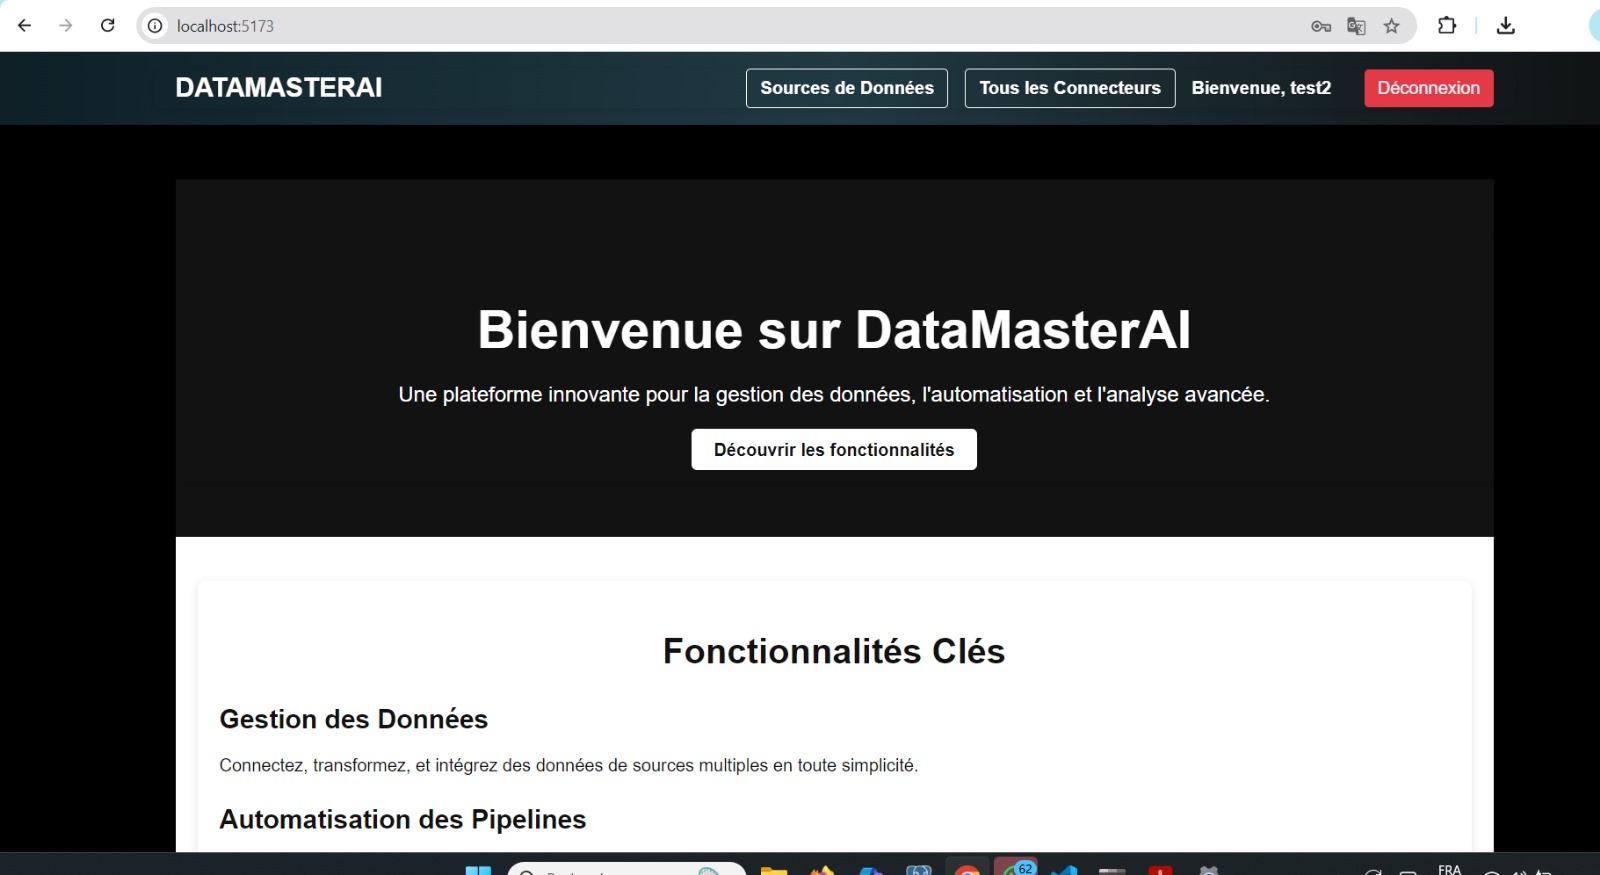 localhost:5173
DATAMASTERAI
Sources de Données
Tous les Connecteurs
Bienvenue, test2
Déconnexion
Bienvenue sur DataMasterAI
Une plateforme innovante pour la gestion des données, l'automatisation et l'analyse avancée.
Découvrir les fonctionnalités
Fonctionnalités Clés
Gestion des Données
Connectez, transformez, et intégrez des données de sources multiples en toute simplicité.
Automatisation des Pipelines
62
FRA